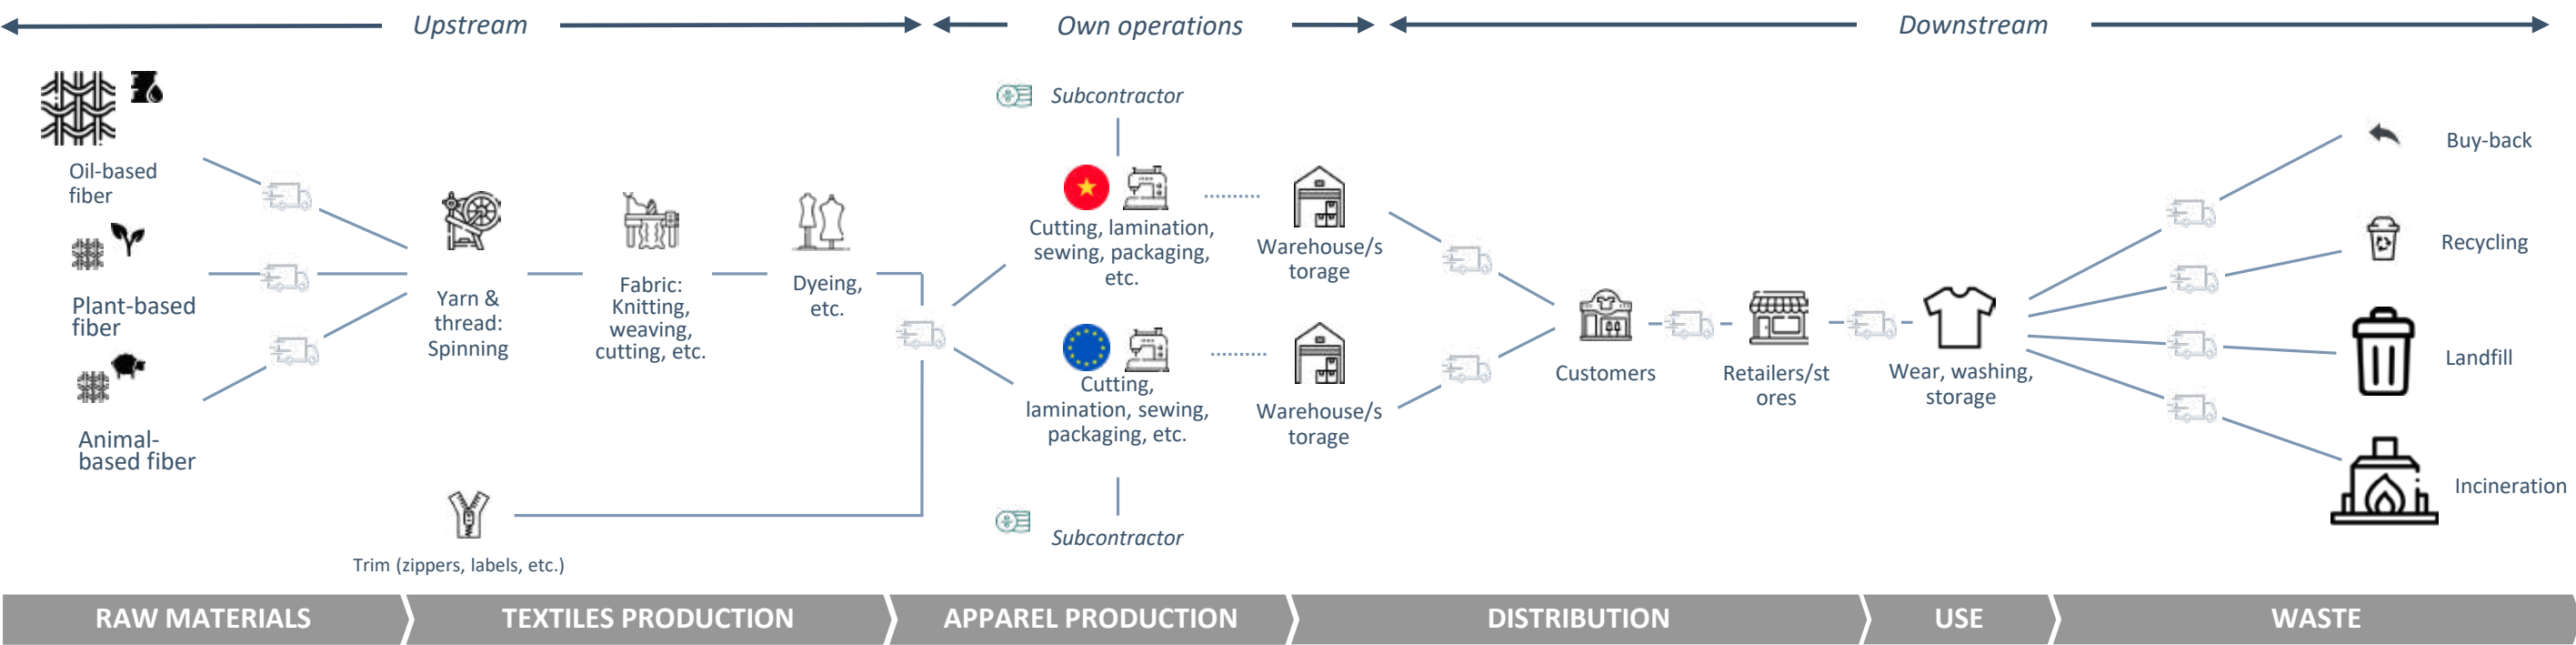 Upstream
Own operations
Downstream
Subcontractor
Oil-based
fiber
Plant-based
fiber
Animal-
based fiber
Yarn &
thread:
Spinning
Fabric:
Knitting,
weaving,
cutting, etc.
Dyeing,
etc.
Trim (zippers, labels, etc.)
Cutting, lamination,
sewing, packaging,
etc.
Warehouse/s
torage
Cutting,
lamination, sewing,
packaging, etc.
Warehouse/s
torage
Subcontractor
Customers
Retailers/st
ores
Wear, washing,
storage
Buy-back
Recycling
Landfill
Incineration
RAW MATERIALS
TEXTILES PRODUCTION
APPAREL PRODUCTION
DISTRIBUTION
USE
WASTE